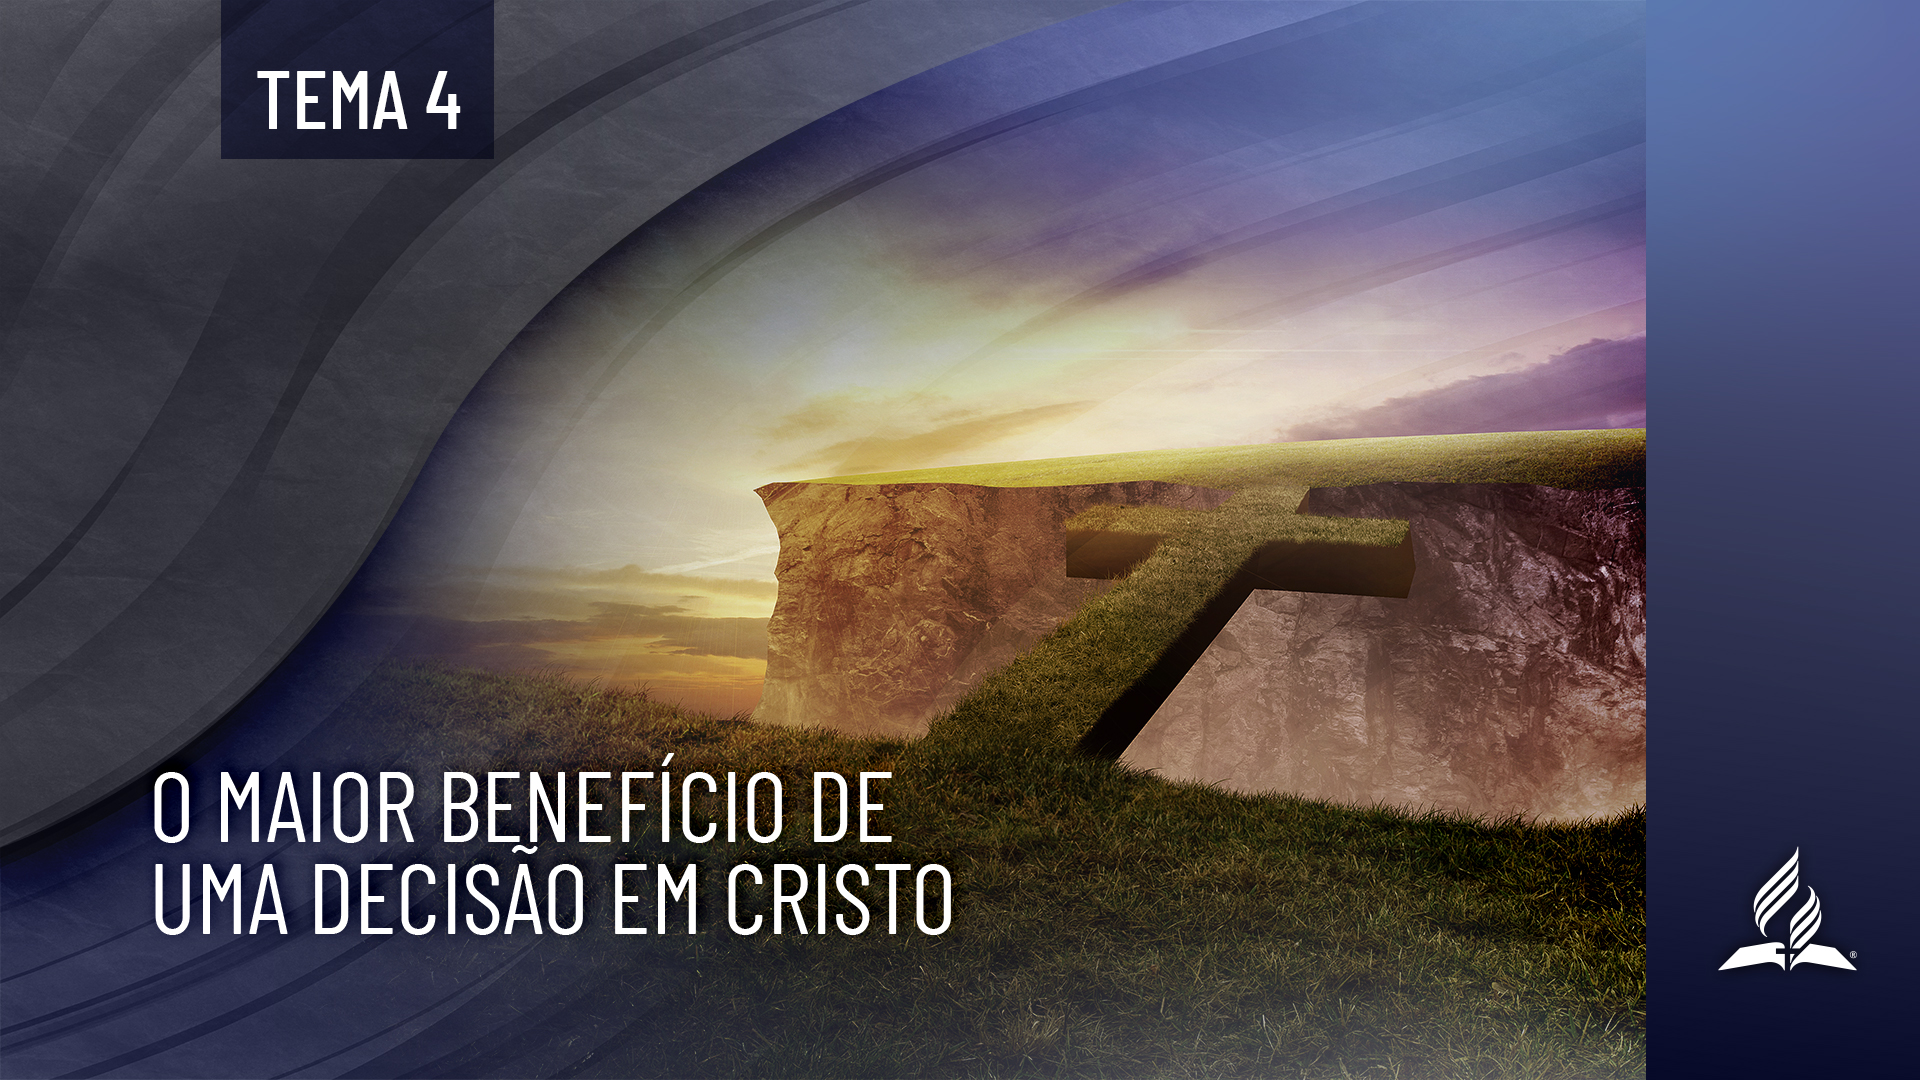 TEMA 4
O MAIOR BENEFÍCIO DE
UMA DECISÃO EM CRISTO
®